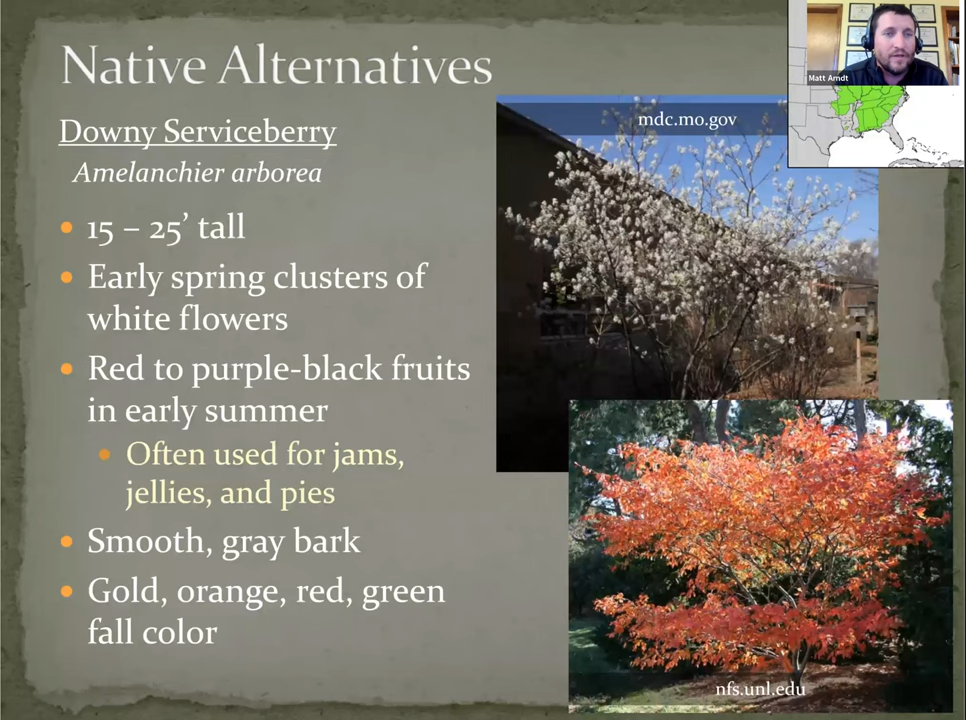 Native Alternatives
Downy Serviceberry
Amelanchier arborea
• 15 – 25’ tall
• Early spring clusters of
white flowers
• Red to purple-black fruits
in early summer
• Often used for jams,
jellies, and pies
• Smooth, gray bark
• Gold, orange, red, green
fall color
mdc.mo.gov
Matt Arndt
nfs.unl.edu